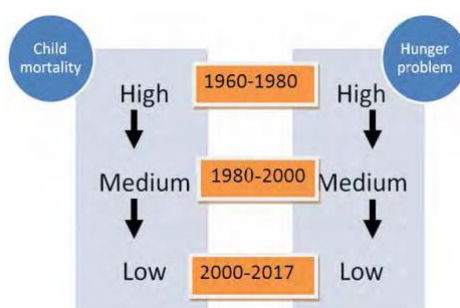 Child
mortality
Hunger
problem
High
1960-1980
High
Medium
1980-2000
Medium
Low
2000-2017
Low